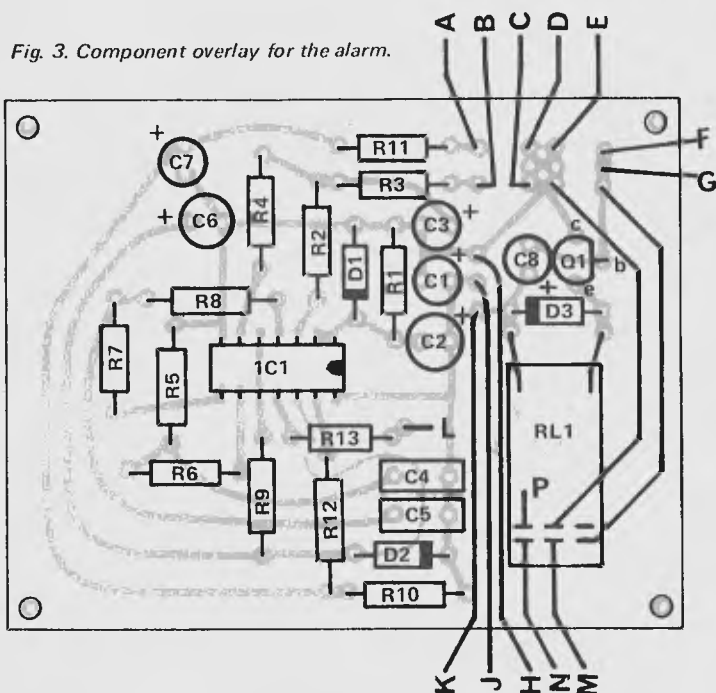 Fig. 3. Component overlay for the alarm.
A B C D E
F
G
+ C7
R11
R3
+ C6
R4
R2
D1
R1
C3 +
+ C1
+ C2
C8 +
Q1
c
b
e
D3
R8
R7
R5
1C1
RL1
R13
L
R6
R9
R12
C4
C5
P
D2
R10
K J H N M